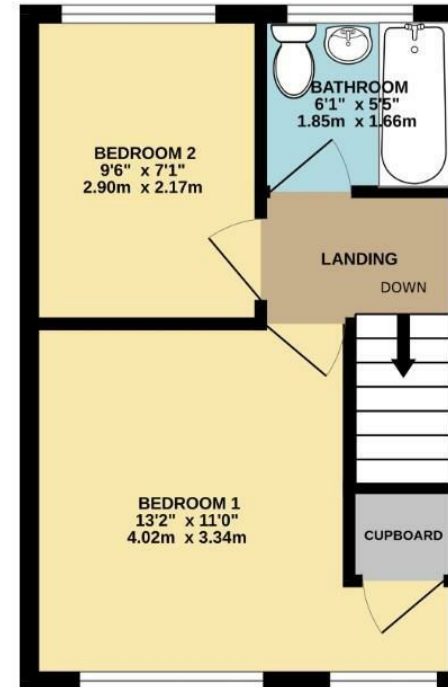 BATHROOM
6'1" x 5'5"
1.85m x 1.66m
BEDROOM 2
9'6" x 7'1"
2.90m x 2.17m
LANDING
DOWN
BEDROOM 1
13'2" x 11'0"
4.02m x 3.34m
CUPBOARD